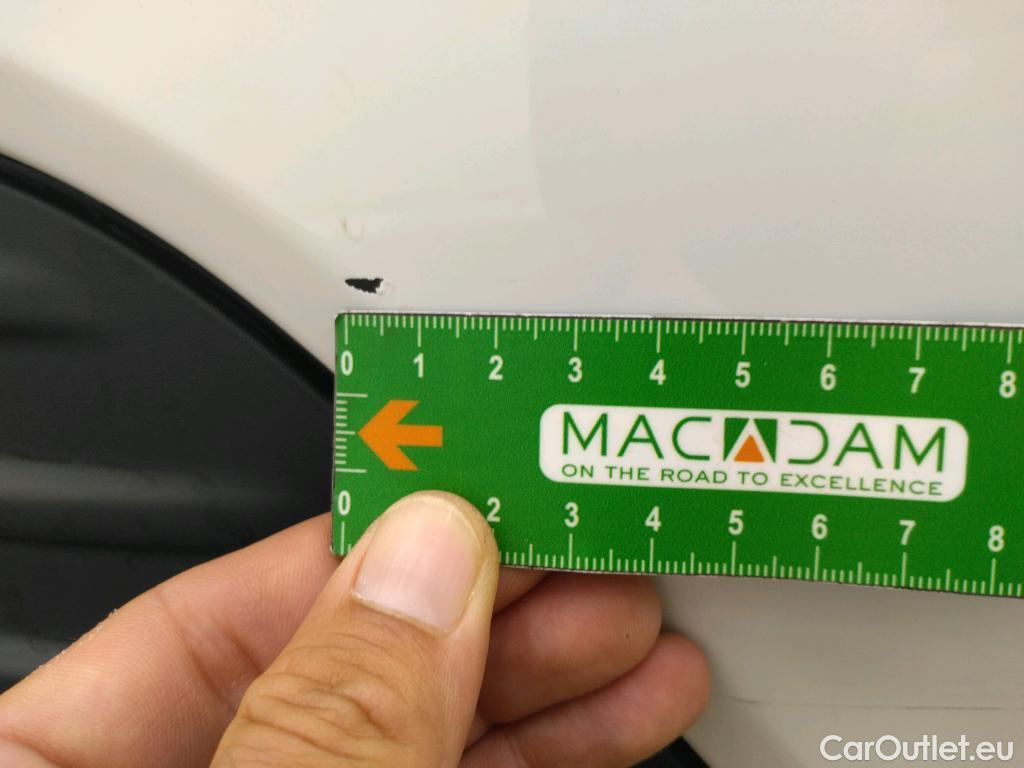 0 1 2 3 4 5 6 7 8
MACADAM
ON THE ROAD TO EXCELLENCE
0 2 3 4 5 6 7 8
CarOutlet.eu